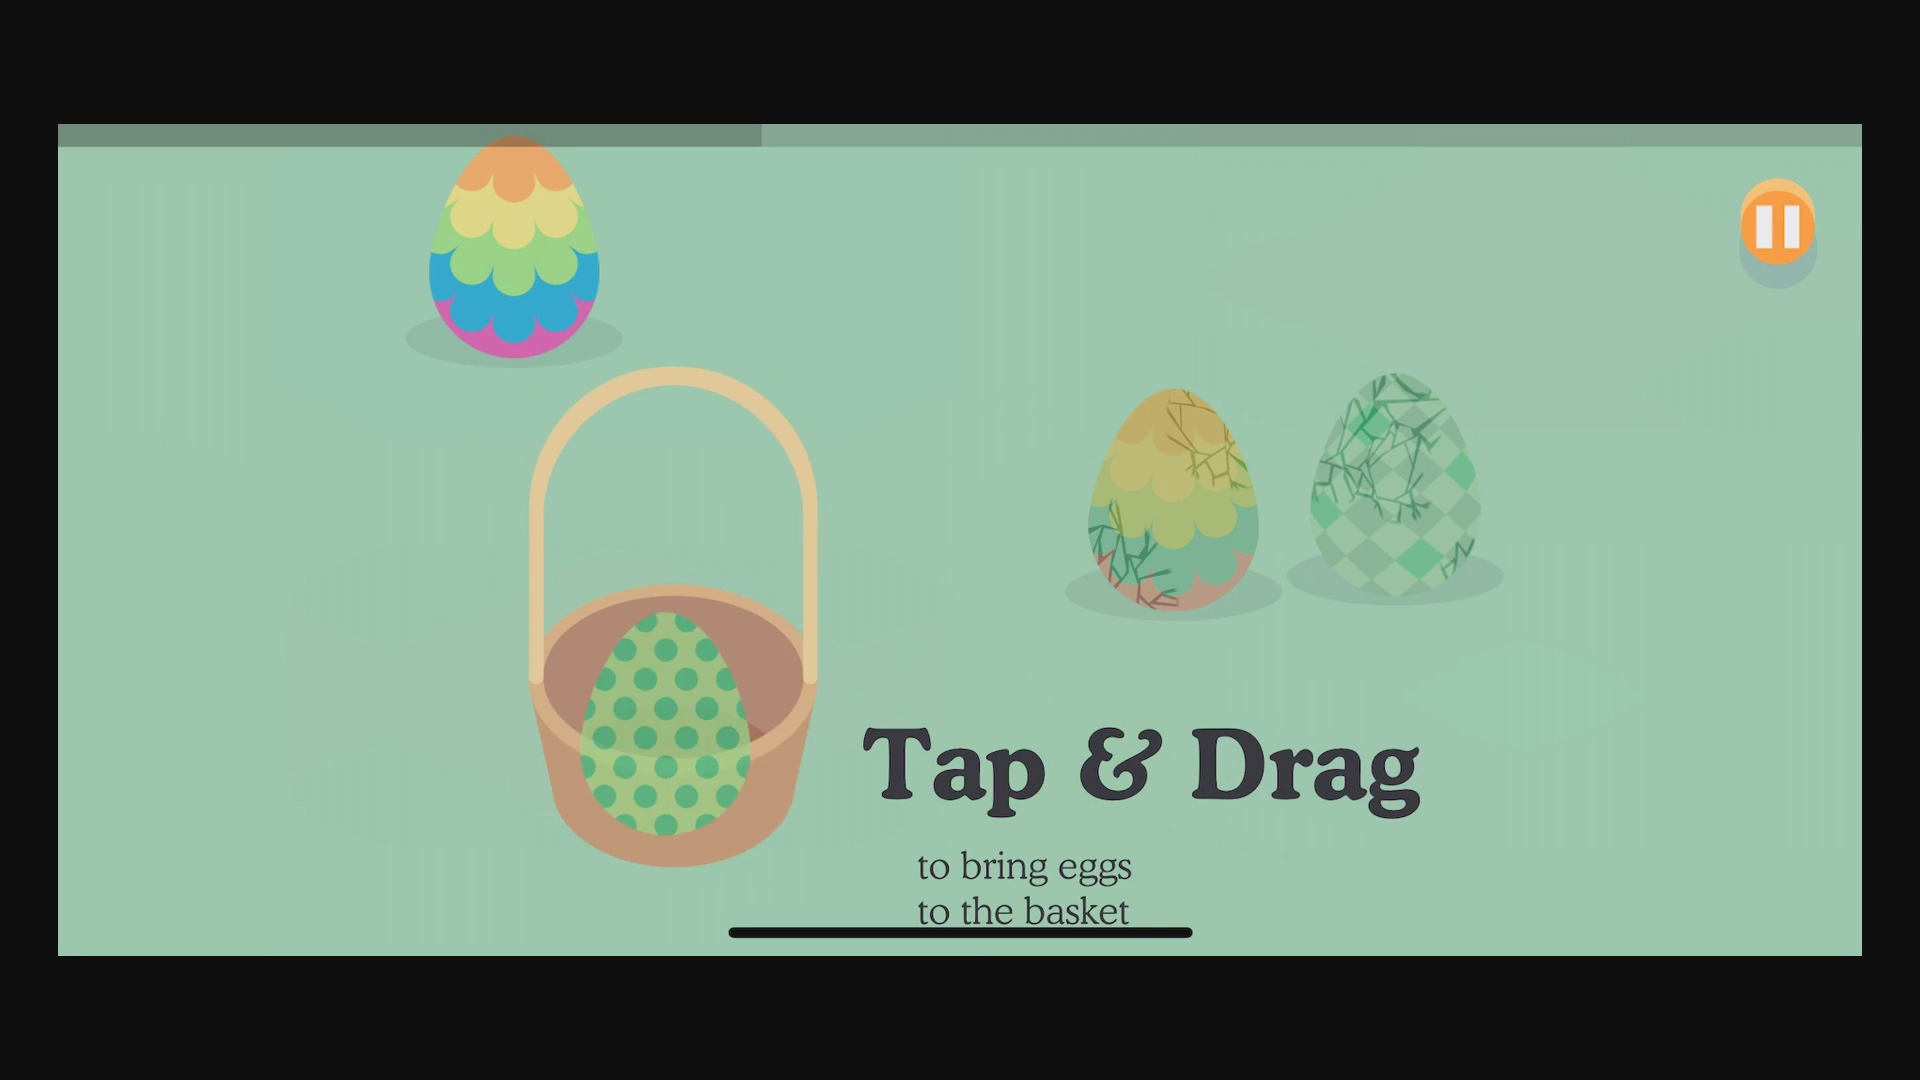 Tap & Drag
to bring eggs
to the basket